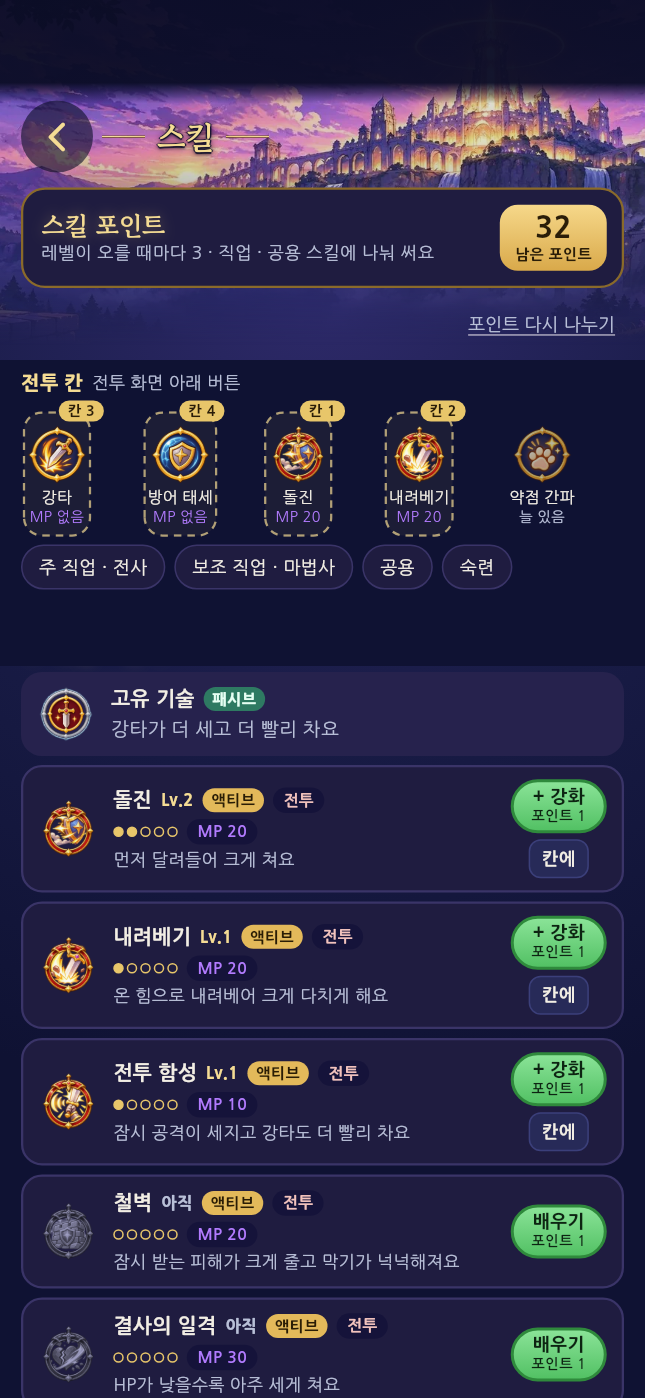 스킬
스킬 포인트
레벨이 오를 때마다 3 · 직업 · 공용 스킬에 나눠 써요
32
남은 포인트
포인트 다시 나누기
전투 칸 전투 화면 아래 버튼
칸 3
강타
MP 없음
칸 4
방어 태세
MP 없음
칸 1
돌진
MP 20
칸 2
내려베기
MP 20
약점 간파
늘 있음
주 직업 · 전사
보조 직업 · 마법사
공용
숙련
고유 기술 패시브
강타가 더 세고 더 빨리 차요
돌진 Lv.2 액티브 전투
MP 20
먼저 달려들어 크게 쳐요
+ 강화
포인트 1
칸에
내려베기 Lv.1 액티브 전투
MP 20
온 힘으로 내려베어 크게 다치게 해요
+ 강화
포인트 1
칸에
전투 함성 Lv.1 액티브 전투
MP 10
잠시 공격이 세지고 강타도 더 빨리 차요
+ 강화
포인트 1
칸에
철벽 아직 액티브 전투
MP 20
잠시 받는 피해가 크게 줄고 막기가 넉넉해져요
배우기
포인트 1
결사의 일격 아직 액티브 전투
MP 30
HP가 낮을수록 아주 세게 쳐요
배우기
포인트 1